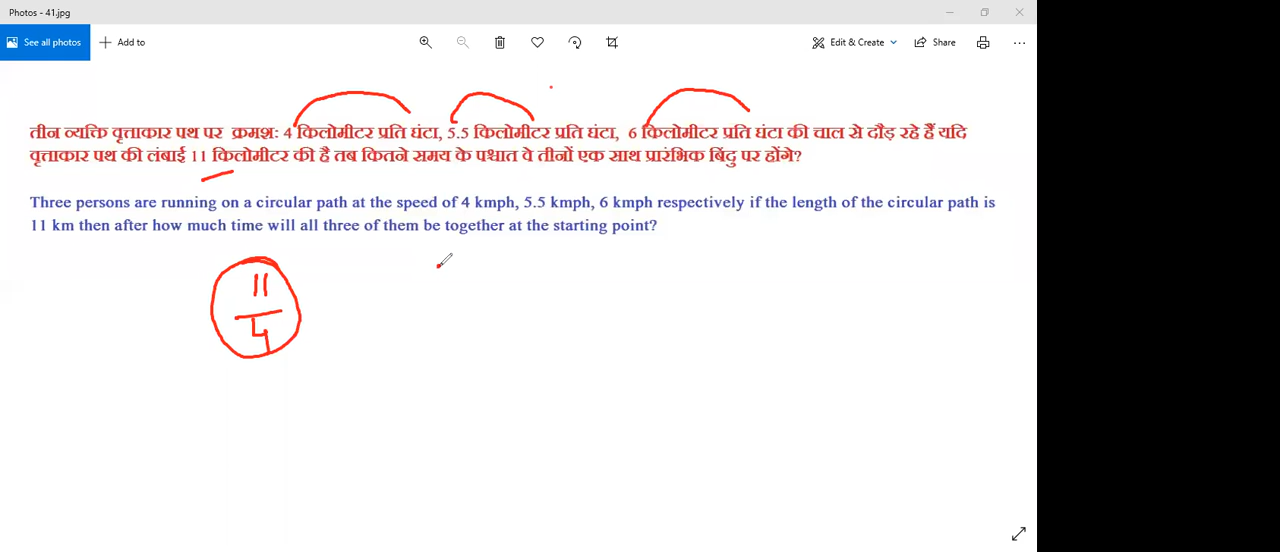 Photos - 41.jpg
See all photos
Add to
Edit & Create
Share
तीन व्यक्ति वृत्ताकार पथ पर क्रमशः 4 किलोमीटर प्रति घंटा, 5.5 किलोमीटर प्रति घंटा, 6 किलोमीटर प्रति घंटा की चाल से दौड़ रहे हैं यदि
वृत्ताकार पथ की लंबाई 11 किलोमीटर की है तब कितने समय के पश्चात वे तीनों एक साथ प्रारंभिक बिंदु पर होंगे?
Three persons are running on a circular path at the speed of 4 kmph, 5.5 kmph, 6 kmph respectively if the length of the circular path is
11 km then after how much time will all three of them be together at the starting point?
11
4